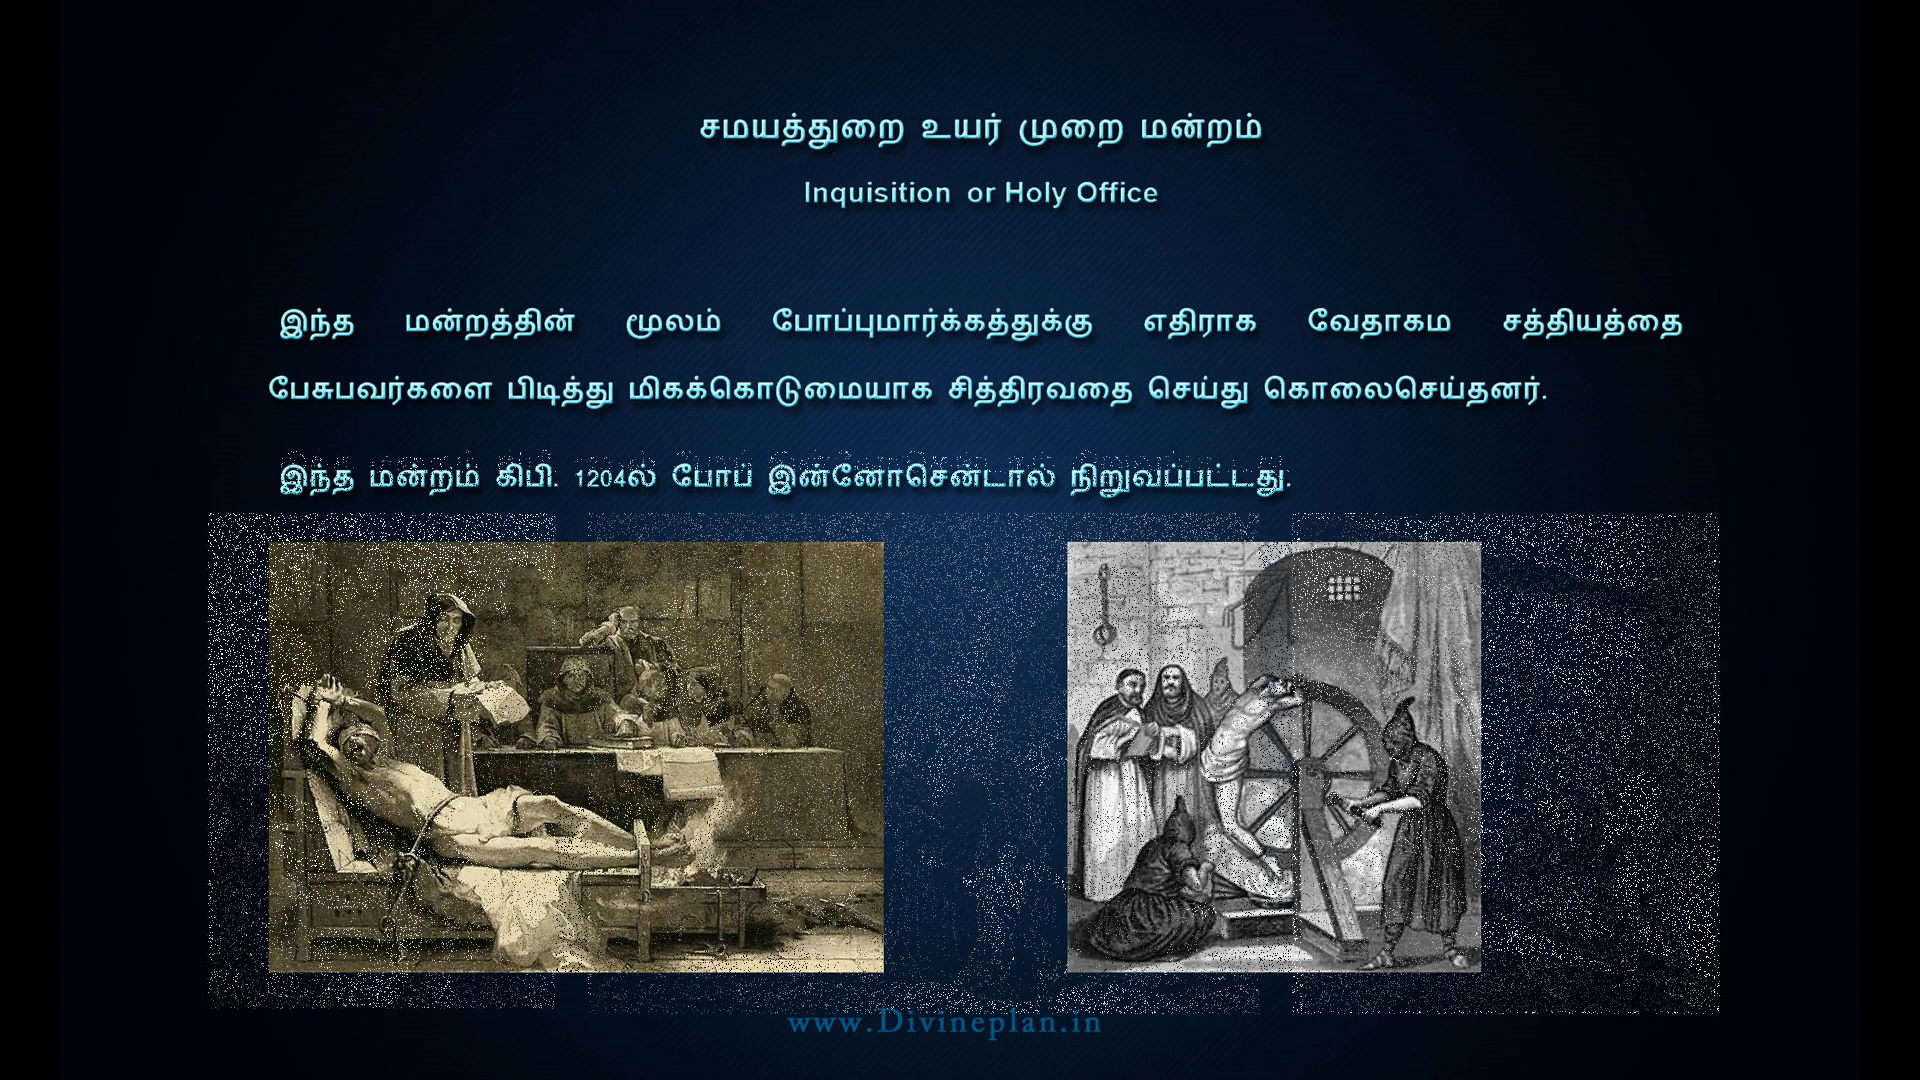 சமயத்துறை உயர் முறை மன்றம்
Inquisition or Holy Office
இந்த மன்றத்தின் மூலம் போப்புமார்க்கத்துக்கு எதிராக வேதாகம சத்தியத்தை
பேசுபவர்களை பிடித்து மிகக்கொடுமையாக சித்திரவதை செய்து கொலைசெய்தனர்.
இந்த மன்றம் கிபி. 1204ல் போப் இன்னோசென்டால் நிறுவப்பட்டது.
www.Divineplan.in